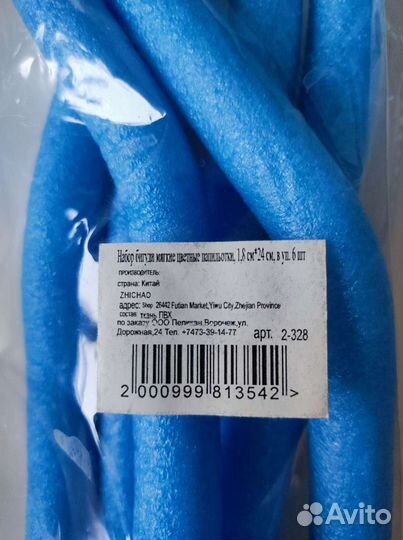 Набор бигуди мягкие цветные папильотки, 1,8 см*24 см, в уп. 6 шт
производитель:
страна: Китай
ZHICHAO
адрес: Shop 26442 Futian Market,Yiwu City,Zhejian Province
состав: ткань, ПВХ
по заказу ООО Пеликан,Ворочеж,ул.
Дорожная,24 Тел. +7473-39-14-77
арт. 2-328
2 000999 813542 >
Avito